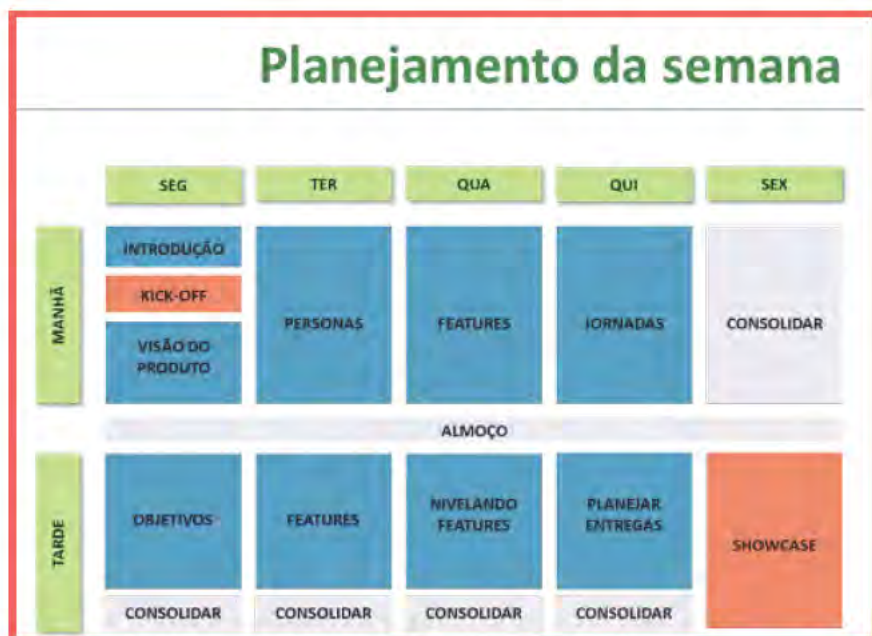 Planejamento da semana
SEG
TER
QUA
QUI
SEX
MANHÃ
INTRODUÇÃO
KICK-OFF
VISÃO DO
PRODUTO
PERSONAS
FEATURES
JORNADAS
CONSOLIDAR
ALMOÇO
TARDE
OBJETIVOS
FEATURES
NIVELANDO
FEATURES
PLANEJAR
ENTREGAS
SHOWCASE
CONSOLIDAR
CONSOLIDAR
CONSOLIDAR
CONSOLIDAR